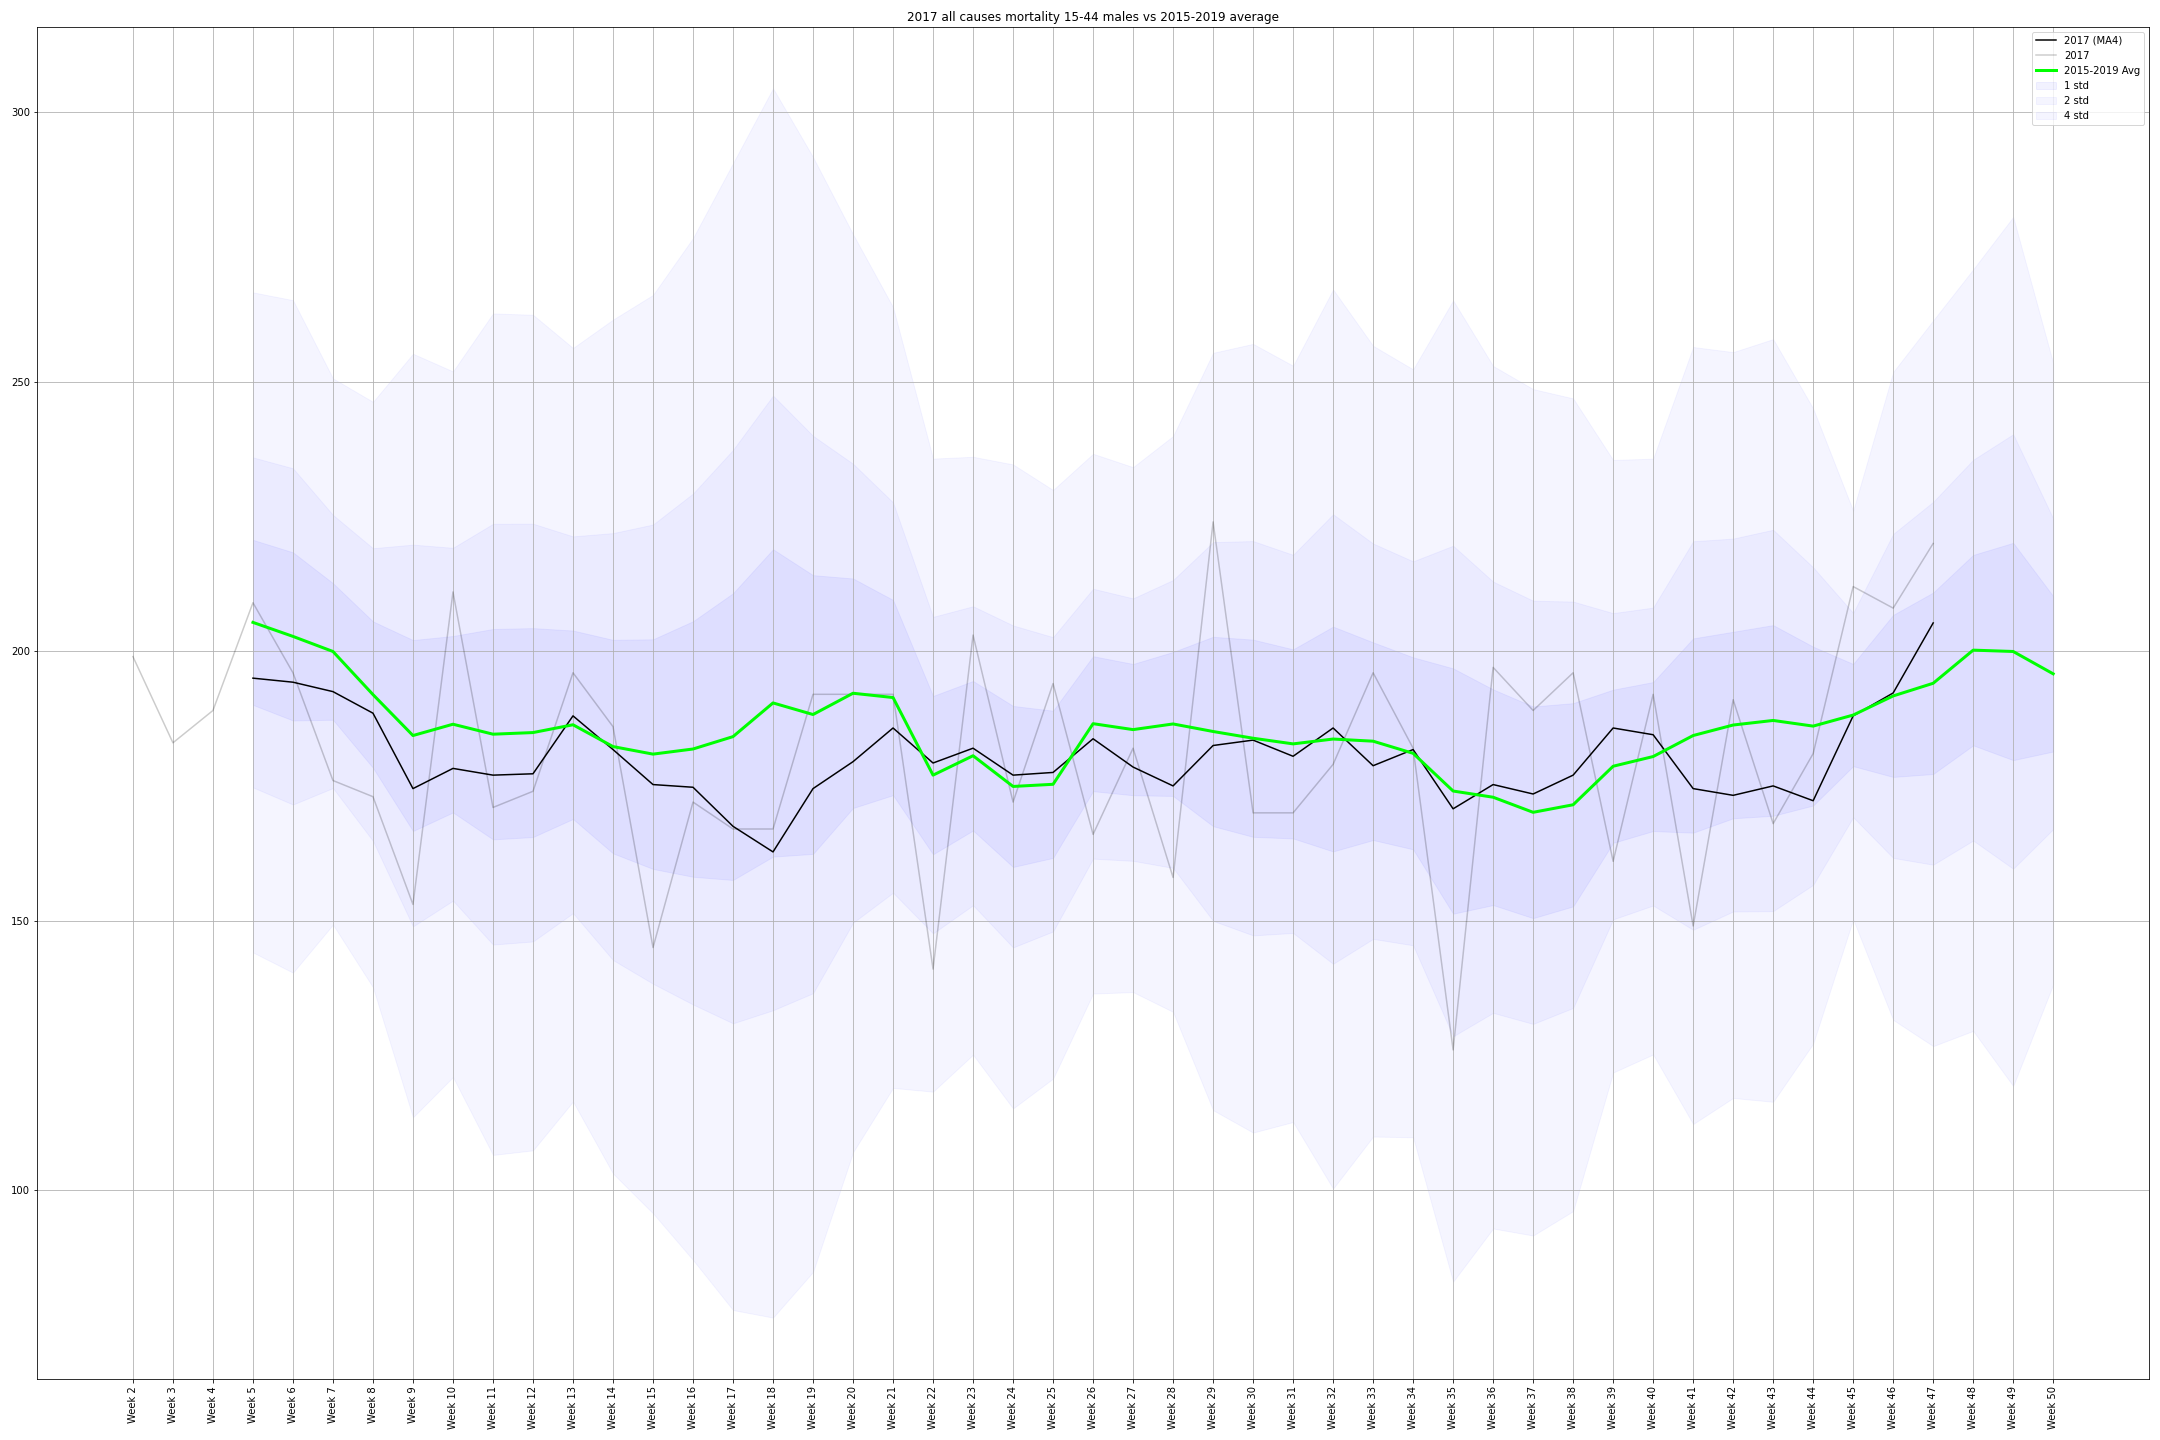 2017 all causes mortality 15-44 males vs 2015-2019 average
2017 (MA4)
2017
2015-2019 Avg
1 std
2 std
4 std
300
250
200
150
100
Week 2
Week 3
Week 4
Week 5
Week 6
Week 7
Week 8
Week 9
Week 10
Week 11
Week 12
Week 13
Week 14
Week 15
Week 16
Week 17
Week 18
Week 19
Week 20
Week 21
Week 22
Week 23
Week 24
Week 25
Week 26
Week 27
Week 28
Week 29
Week 30
Week 31
Week 32
Week 33
Week 34
Week 35
Week 36
Week 37
Week 38
Week 39
Week 40
Week 41
Week 42
Week 43
Week 44
Week 45
Week 46
Week 47
Week 48
Week 49
Week 50